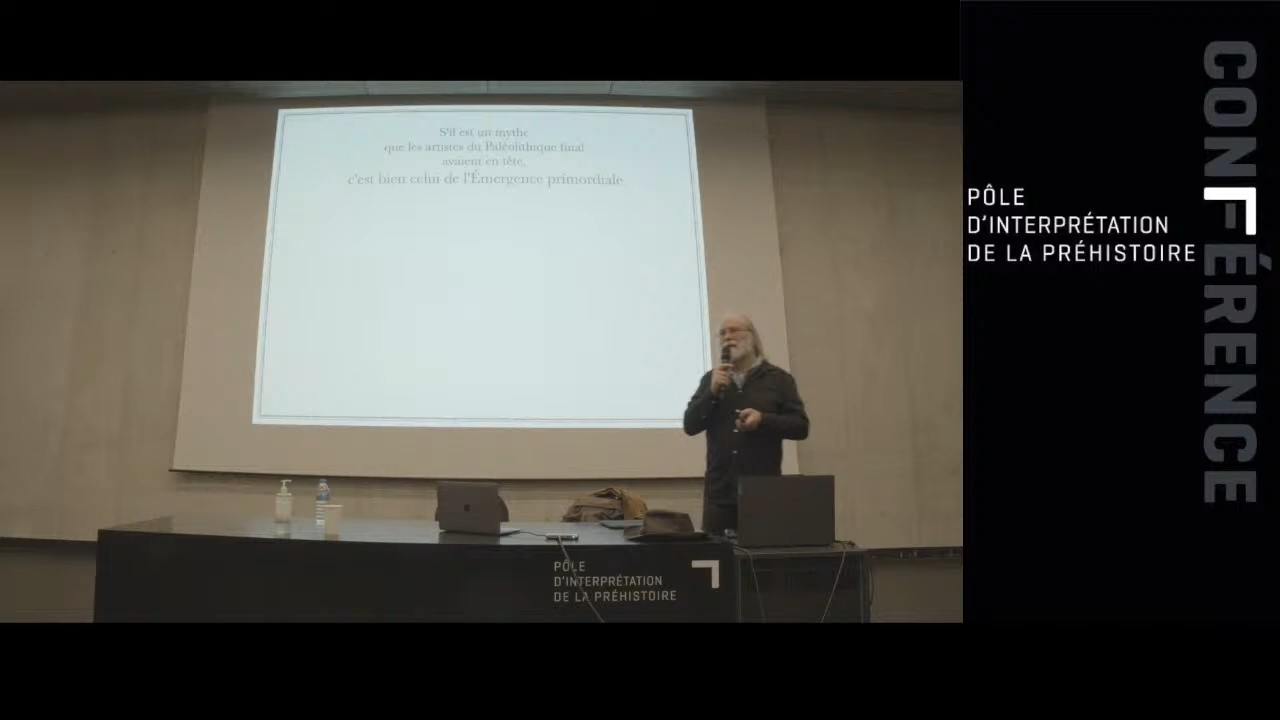 S'il est un mythe
que les artistes du Paléolithique final
avaient en tête,
c'est bien celui de l'Émergence primordiale
PÔLE
D'INTERPRÉTATION
DE LA PRÉHISTOIRE
PÔLE
D'INTERPRÉTATION
DE LA PRÉHISTOIRE
CONFÉRENCE